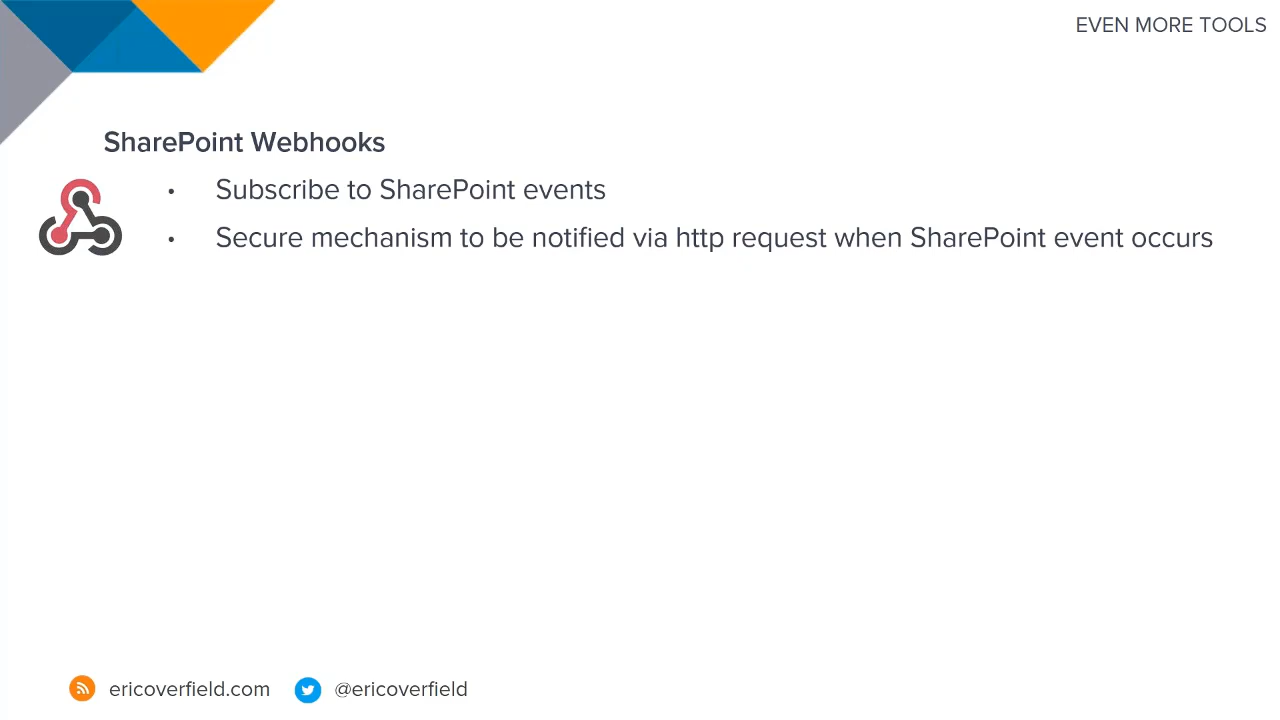 EVEN MORE TOOLS
SharePoint Webhooks
• Subscribe to SharePoint events
• Secure mechanism to be notified via http request when SharePoint event occurs
ericoverfield.com @ericoverfield